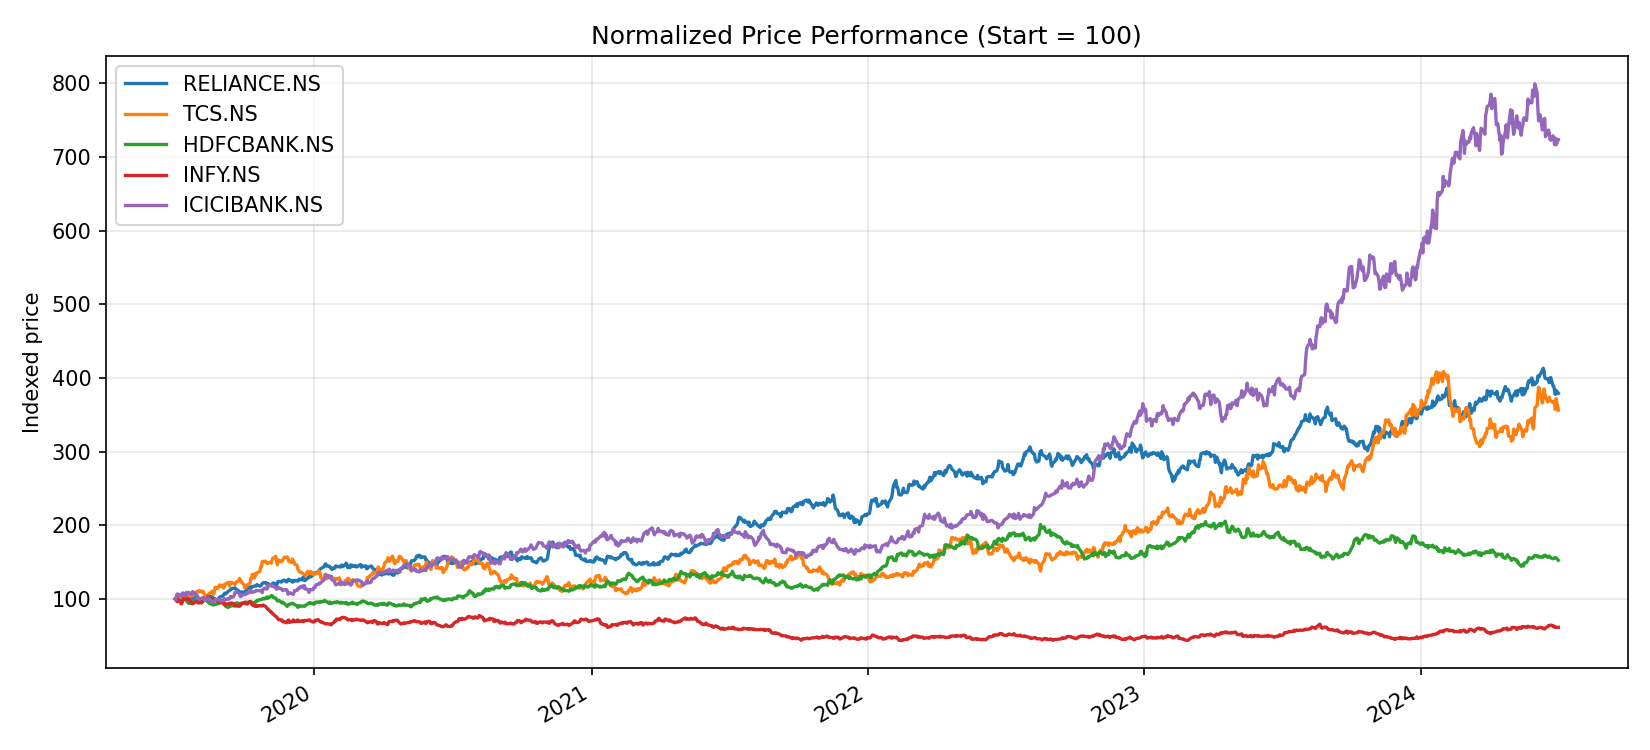 Normalized Price Performance (Start = 100)
RELIANCE.NS
TCS.NS
HDFCBANK.NS
INFY.NS
ICICIBANK.NS
Indexed price
800
700
600
500
400
300
200
100
2020
2021
2022
2023
2024